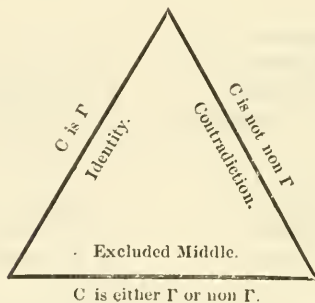 C is Γ
Identity.
C is not non Γ
Contradiction.
Excluded Middle.
C is either Γ or non Γ.